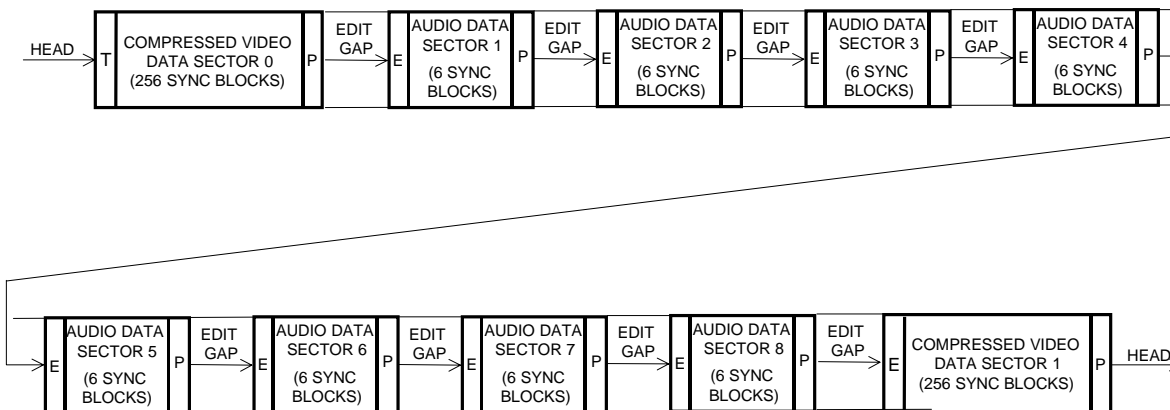 HEAD
T
COMPRESSED VIDEO
DATA SECTOR 0
(256 SYNC BLOCKS)
P
EDIT
GAP
E
AUDIO DATA
SECTOR 1
(6 SYNC
BLOCKS)
P
EDIT
GAP
E
AUDIO DATA
SECTOR 2
(6 SYNC
BLOCKS)
P
EDIT
GAP
E
AUDIO DATA
SECTOR 3
(6 SYNC
BLOCKS)
P
EDIT
GAP
E
AUDIO DATA
SECTOR 4
(6 SYNC
BLOCKS)
P
E
AUDIO DATA
SECTOR 5
(6 SYNC
BLOCKS)
P
EDIT
GAP
E
AUDIO DATA
SECTOR 6
(6 SYNC
BLOCKS)
P
EDIT
GAP
E
AUDIO DATA
SECTOR 7
(6 SYNC
BLOCKS)
P
EDIT
GAP
E
AUDIO DATA
SECTOR 8
(6 SYNC
BLOCKS)
P
EDIT
GAP
E
COMPRESSED VIDEO
DATA SECTOR 1
(256 SYNC BLOCKS)
P
HEAD